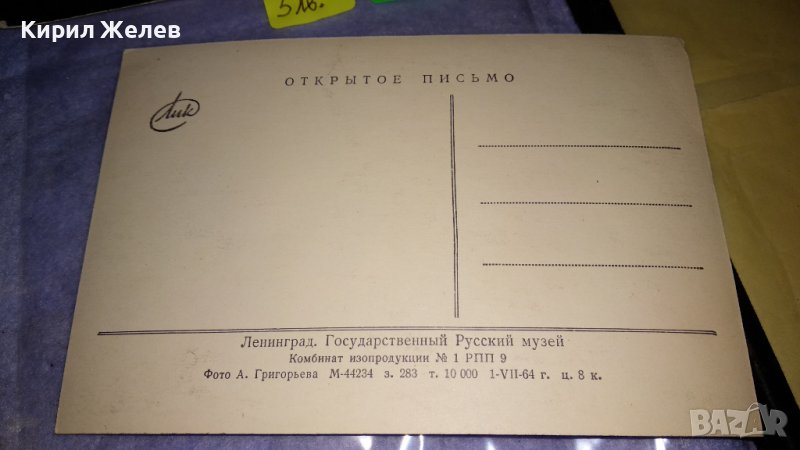 Кирил Желев
5лв.
ОТКРЫТОЕ ПИСЬМО
Лик
Ленинград. Государственный Русский музей
Комбинат изопродукции № 1 РПП 9
Фото А. Григорьева М-44234 з. 283 т. 10 000 1-VII-64 г. ц. 8 к.
BAZAR